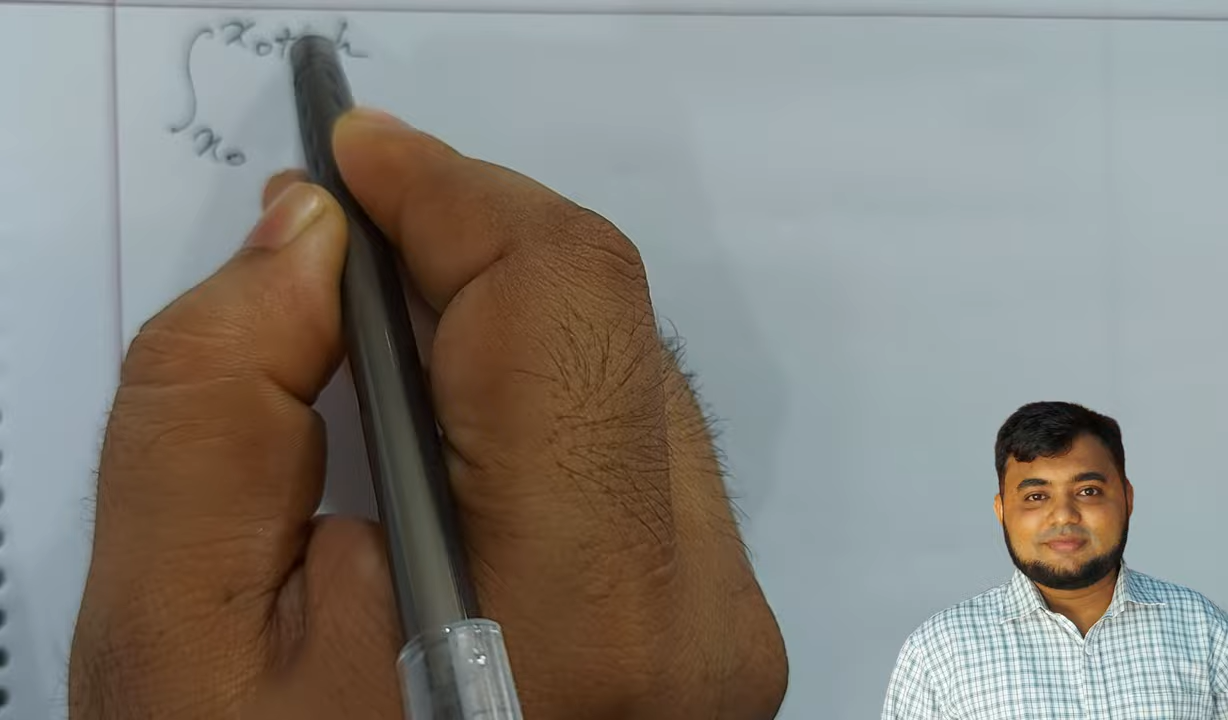 ∫ x₀+ h
x₀